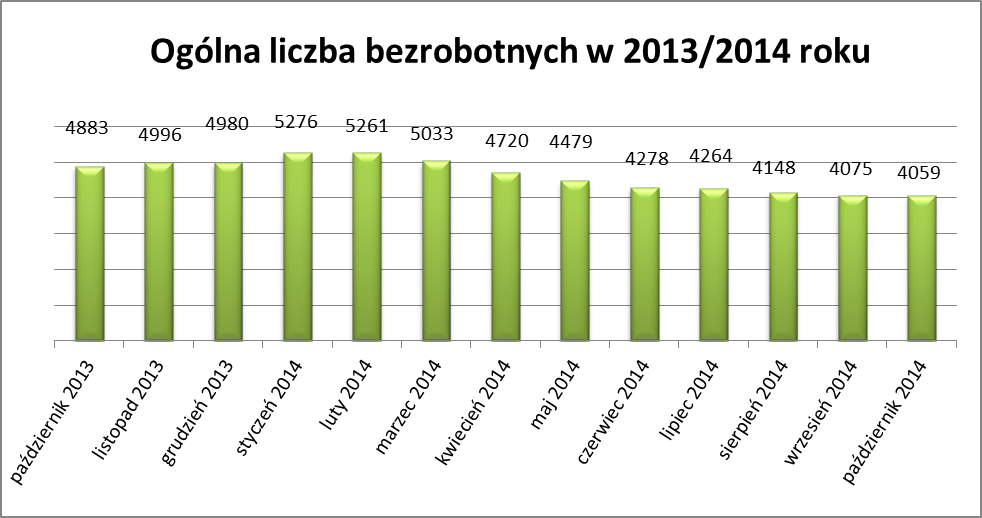 Ogólna liczba bezrobotnych w 2013/2014 roku
4883 4996 4980 5276 5261 5033 4720 4479 4278 4264 4148 4075 4059
październik 2013
listopad 2013
grudzień 2013
styczeń 2014
luty 2014
marzec 2014
kwiecień 2014
maj 2014
czerwiec 2014
lipiec 2014
sierpień 2014
wrzesień 2014
październik 2014